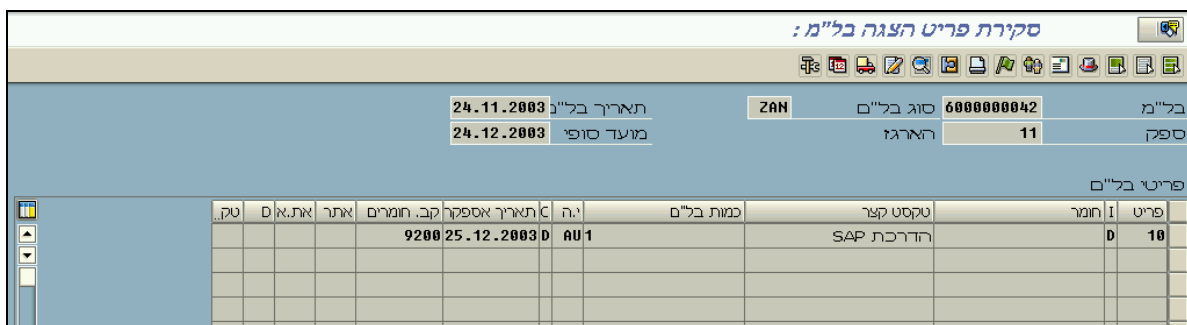 סקירת פריט הצגה בל"מ :
בל"מ 6000000042 סוג בל"ם ZAN תאריך בל"מ 24.11.2003
ספק 11 הארגז מועד סופי 24.12.2003
פריטי בל"ם
פריט I חומר טקסט קצר כמות בל"ם י.ה C תאריך אספקה קב. חומרים אתר את.א D טק..
10 D הדרכת SAP 1 AU D 25.12.2003 9200